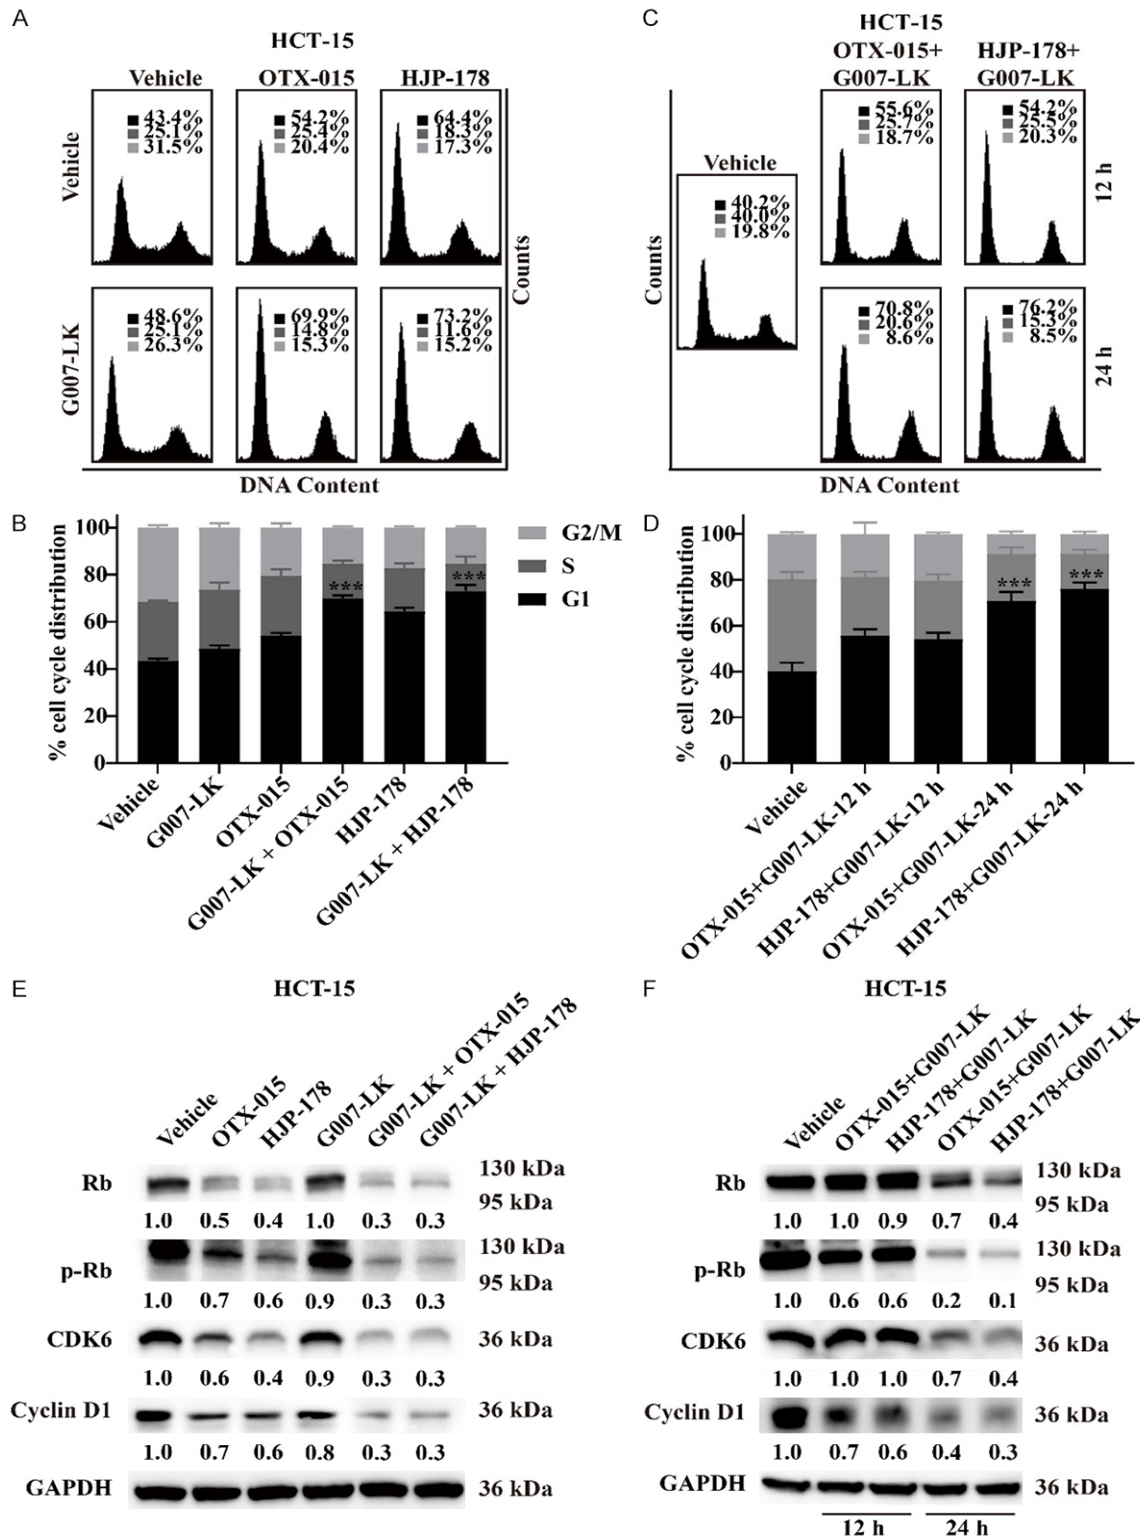 A
HCT-15
Vehicle OTX-015 HJP-178
Vehicle
43.4%
25.1%
31.5%
54.2%
25.4%
20.4%
64.4%
18.3%
17.3%
G007-LK
48.6%
25.1%
26.3%
69.9%
14.8%
15.3%
73.2%
11.6%
15.2%
Counts
DNA Content
C
HCT-15
OTX-015+
G007-LK
HJP-178+
G007-LK
Vehicle
40.2%
40.0%
19.8%
55.6%
25.7%
18.7%
54.2%
25.5%
20.3%
12 h
70.8%
20.6%
8.6%
76.2%
15.3%
8.5%
24 h
Counts
DNA Content
B
% cell cycle distribution
100
80
60
40
20
0
*** ***
G2/M
S
G1
Vehicle
G007-LK
OTX-015
G007-LK + OTX-015
HJP-178
G007-LK + HJP-178
D
% cell cycle distribution
100
80
60
40
20
0
*** ***
Vehicle
OTX-015+G007-LK-12 h
HJP-178+G007-LK-12 h
OTX-015+G007-LK-24 h
HJP-178+G007-LK-24 h
E
HCT-15
Vehicle
OTX-015
HJP-178
G007-LK
G007-LK + OTX-015
G007-LK + HJP-178
Rb 130 kDa
95 kDa
1.0 0.5 0.4 1.0 0.3 0.3
p-Rb 130 kDa
95 kDa
1.0 0.7 0.6 0.9 0.3 0.3
CDK6 36 kDa
1.0 0.6 0.4 0.9 0.3 0.3
Cyclin D1 36 kDa
1.0 0.7 0.6 0.8 0.3 0.3
GAPDH 36 kDa
F
HCT-15
Vehicle
OTX-015+G007-LK
HJP-178+G007-LK
OTX-015+G007-LK
HJP-178+G007-LK
Rb 130 kDa
95 kDa
1.0 1.0 0.9 0.7 0.4
p-Rb 130 kDa
95 kDa
1.0 0.6 0.6 0.2 0.1
CDK6 36 kDa
1.0 1.0 1.0 0.7 0.4
Cyclin D1 36 kDa
1.0 0.7 0.6 0.4 0.3
GAPDH 36 kDa
12 h 24 h